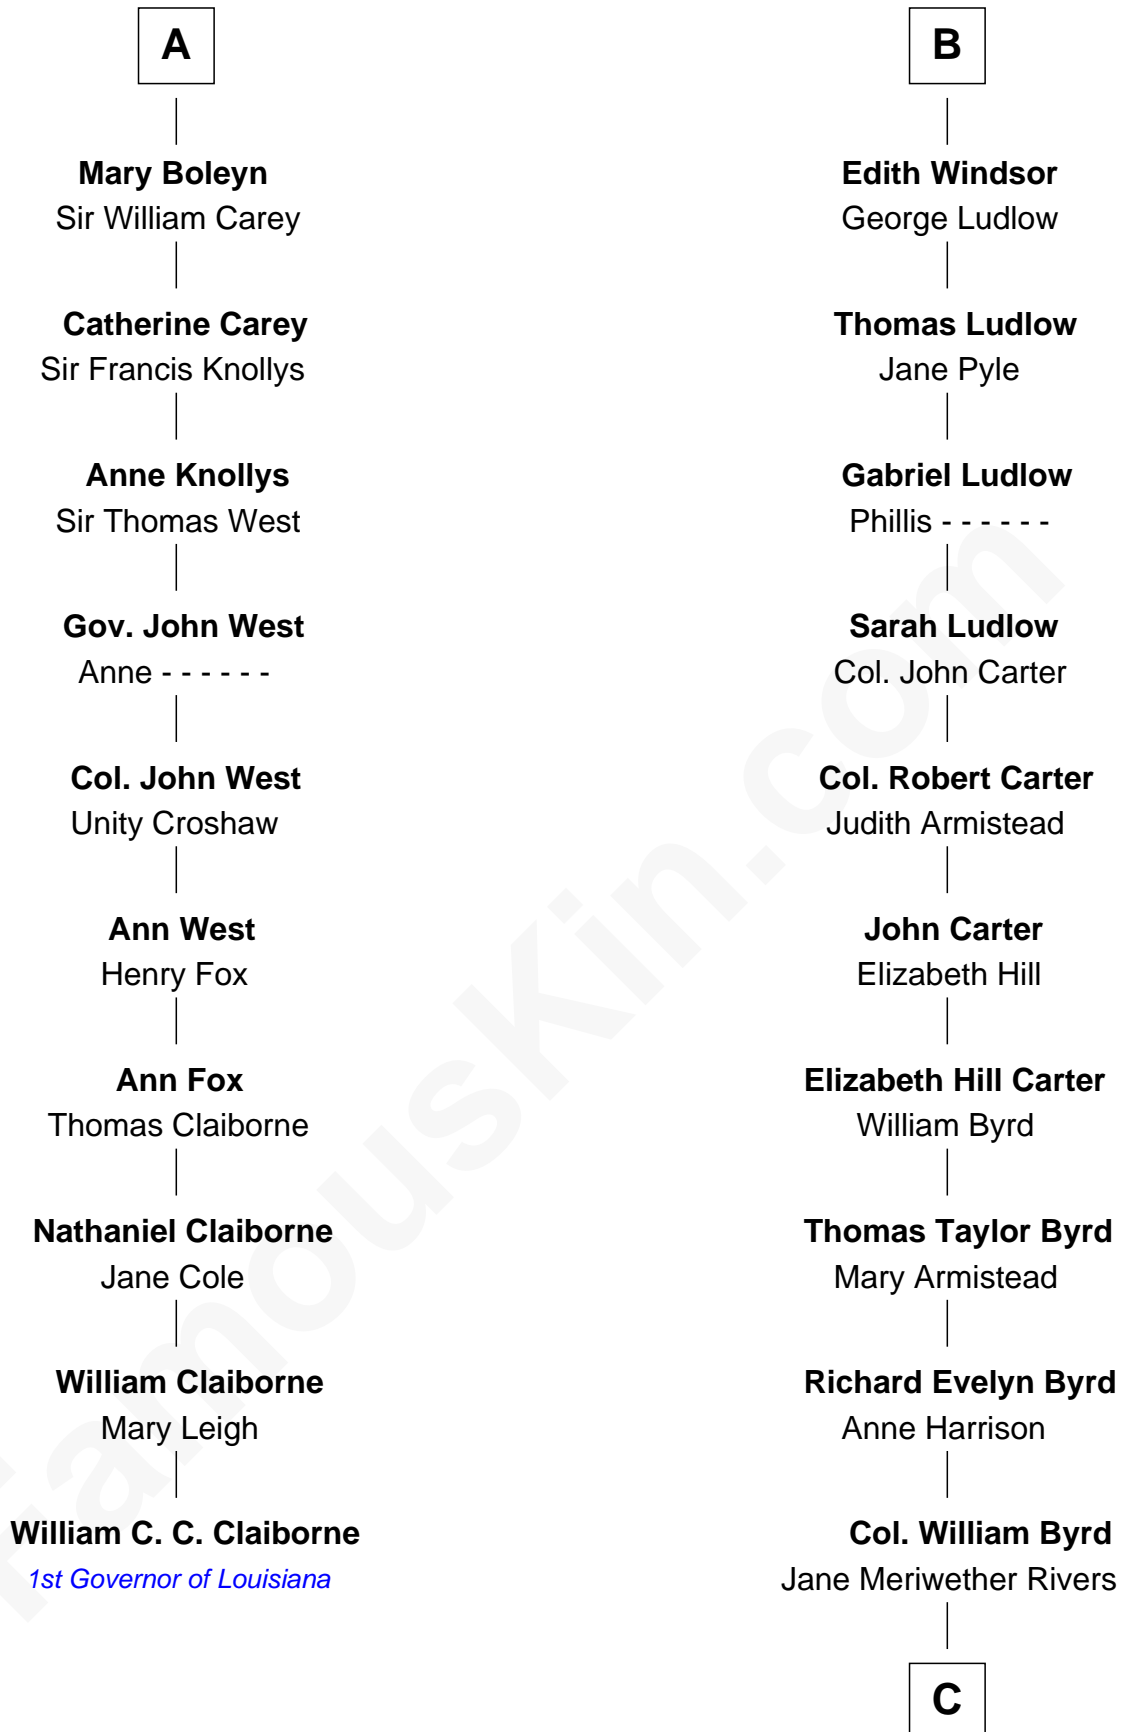 A
Mary Boleyn
Sir William Carey
Catherine Carey
Sir Francis Knollys
Anne Knollys
Sir Thomas West
Gov. John West
Anne - - - - - -
Col. John West
Unity Croshaw
Ann West
Henry Fox
Ann Fox
Thomas Claiborne
Nathaniel Claiborne
Jane Cole
William Claiborne
Mary Leigh
William C. C. Claiborne
1st Governor of Louisiana
B
Edith Windsor
George Ludlow
Thomas Ludlow
Jane Pyle
Gabriel Ludlow
Phillis - - - - - -
Sarah Ludlow
Col. John Carter
Col. Robert Carter
Judith Armistead
John Carter
Elizabeth Hill
Elizabeth Hill Carter
William Byrd
Thomas Taylor Byrd
Mary Armistead
Richard Evelyn Byrd
Anne Harrison
Col. William Byrd
Jane Meriwether Rivers
C
famouskin.com